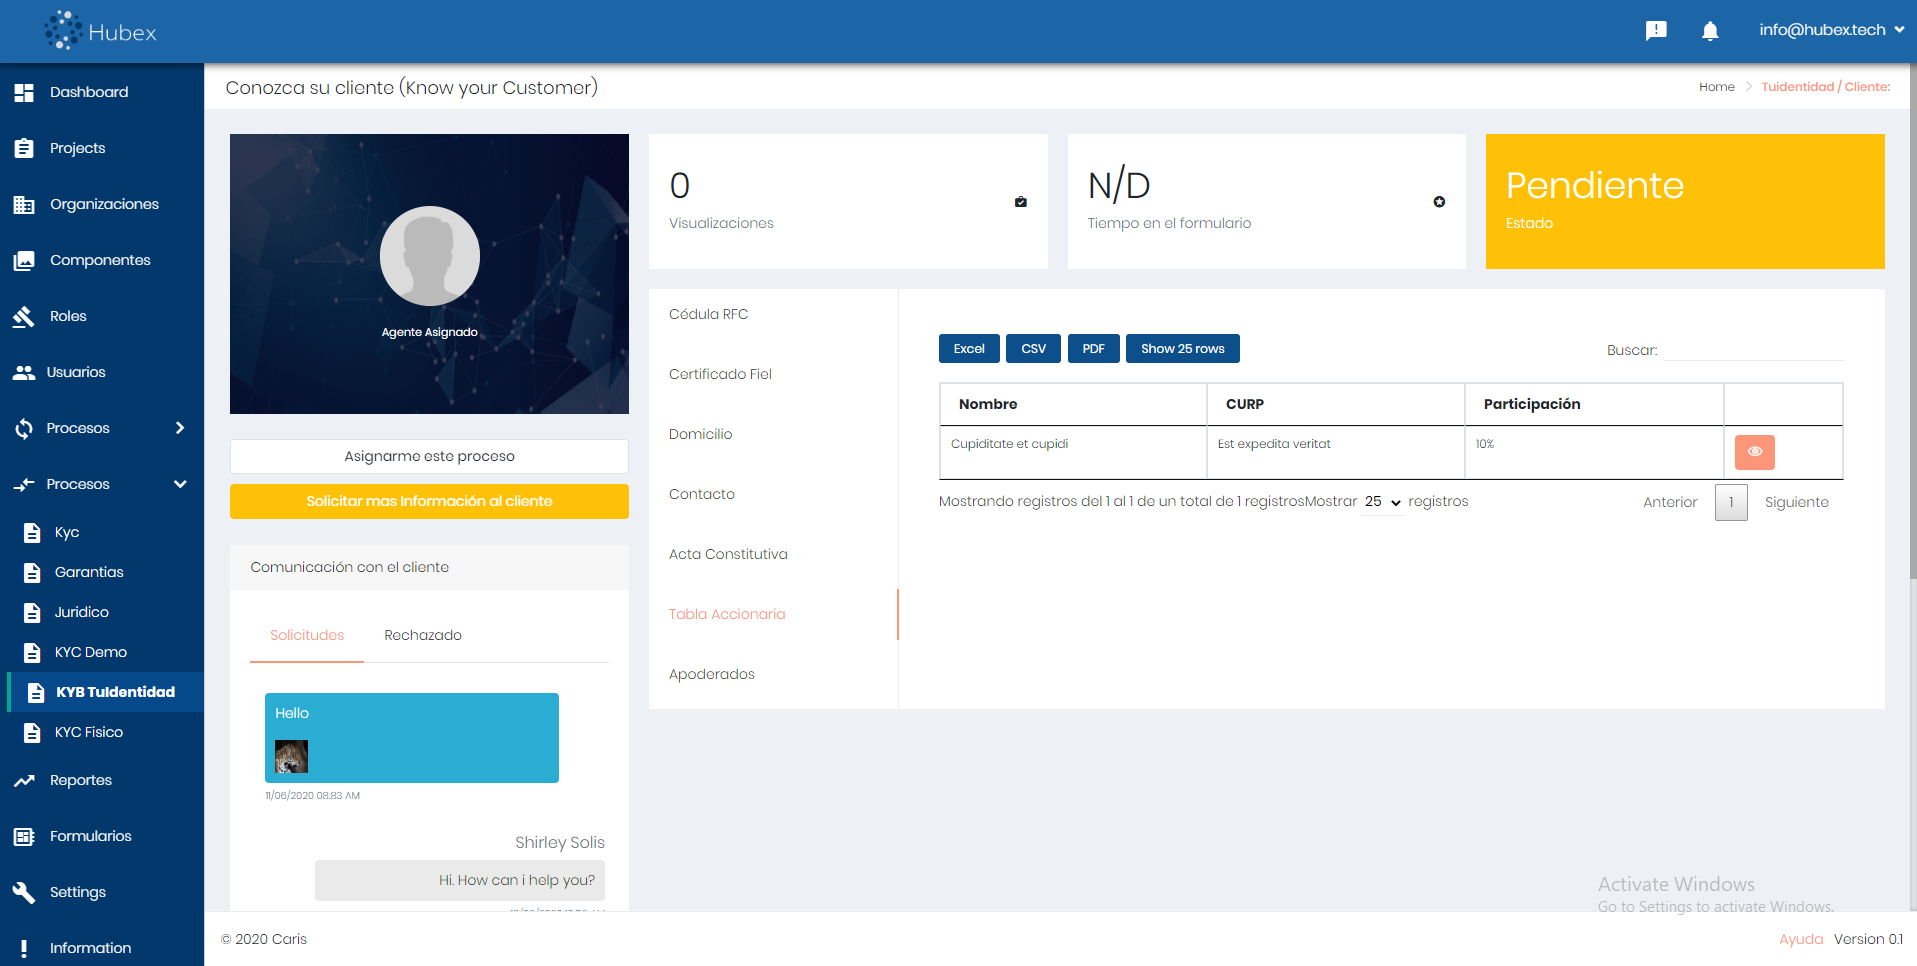 Hubex
info@hubex.tech
Dashboard
Projects
Organizaciones
Componentes
Roles
Usuarios
Procesos
Procesos
Kyc
Garantias
Juridico
KYC Demo
KYB TuIdentidad
KYC Fisico
Reportes
Formularios
Settings
Information
Conozca su cliente (Know your Customer)
Home
Tuidentidad / Cliente:
Agente Asignado
Asignarme este proceso
Solicitar mas Información al cliente
Comunicación con el cliente
Solicitudes Rechazado
Hello
11/06/2020 08:83 AM
Shirley Solis
Hi. How can i help you?
0
Visualizaciones
N/D
Tiempo en el formulario
Pendiente
Estado
Cédula RFC
Certificado Fiel
Domicilio
Contacto
Acta Constitutiva
Tabla Accionaria
Apoderados
Excel CSV PDF Show 25 rows
Buscar:
Nombre CURP Participación
Cupiditate et cupidi Est expedita veritat 10%
Mostrando registros del 1 al 1 de un total de 1 registrosMostrar 25 registros
Anterior 1 Siguiente
Activate Windows
Go to Settings to activate Windows.
© 2020 Caris
Ayuda Version 0.1